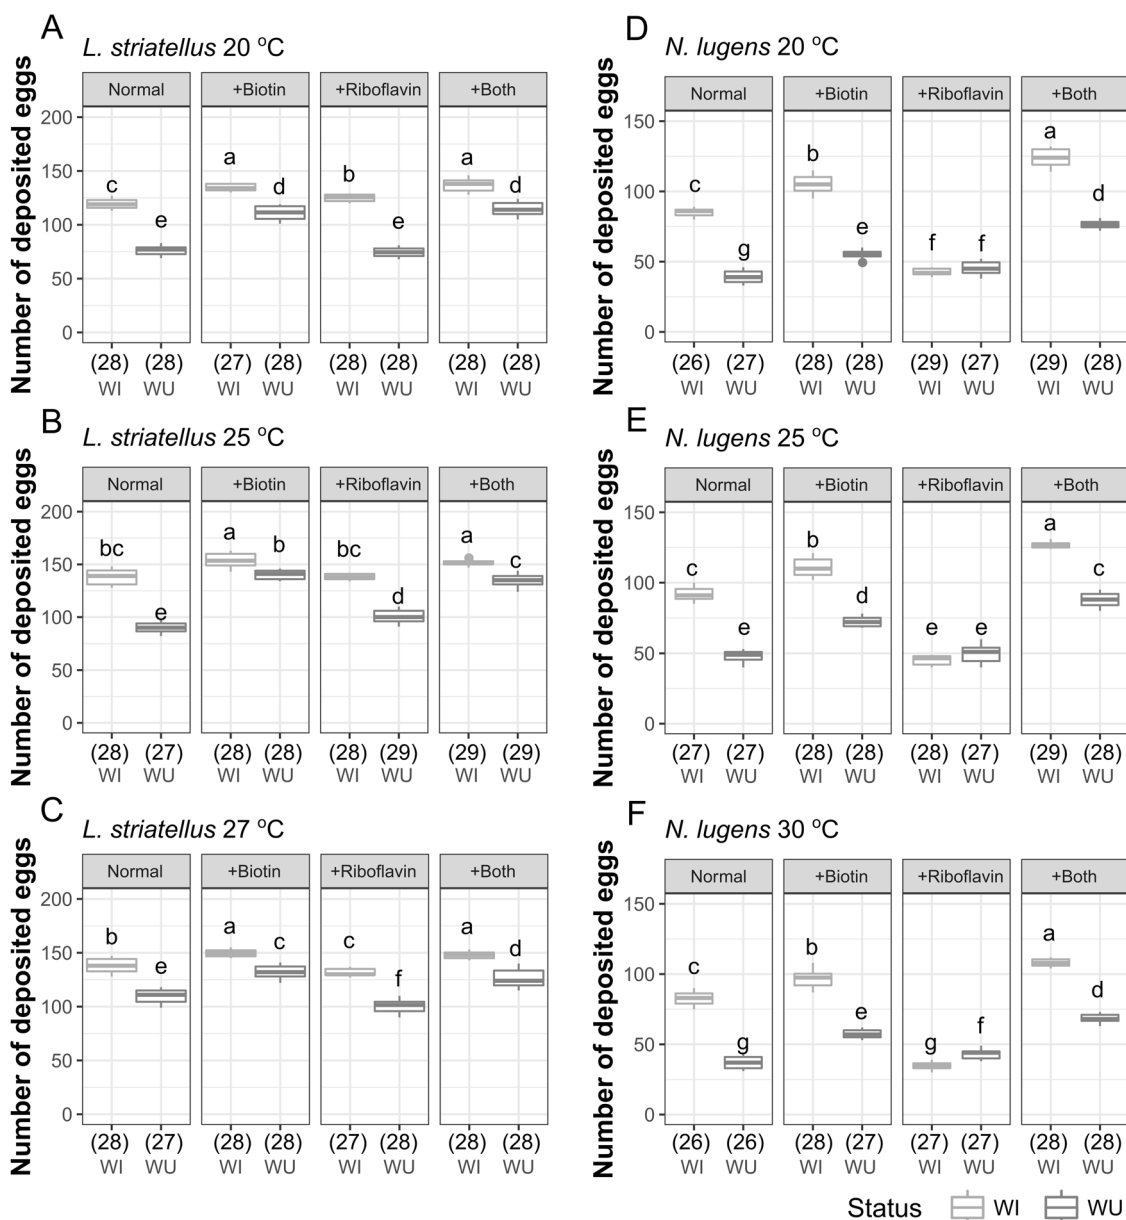 A
L. striatellus 20 °C
Number of deposited eggs
Normal +Biotin +Riboflavin +Both
200
150
100
50
0
c e a d b e a d
(28) (28) (27) (28) (28) (28) (28) (28)
WI WU WI WU WI WU WI WU
B
L. striatellus 25 °C
Number of deposited eggs
Normal +Biotin +Riboflavin +Both
200
150
100
50
0
bc e a b bc d a c
(28) (27) (28) (28) (28) (29) (29) (29)
WI WU WI WU WI WU WI WU
C
L. striatellus 27 °C
Number of deposited eggs
Normal +Biotin +Riboflavin +Both
200
150
100
50
0
b e a c c f a d
(28) (27) (28) (28) (27) (28) (28) (28)
WI WU WI WU WI WU WI WU
D
N. lugens 20 °C
Number of deposited eggs
Normal +Biotin +Riboflavin +Both
150
100
50
0
c g b e f f a d
(26) (27) (28) (28) (29) (27) (29) (28)
WI WU WI WU WI WU WI WU
E
N. lugens 25 °C
Number of deposited eggs
Normal +Biotin +Riboflavin +Both
150
100
50
0
c e b d e e a c
(27) (27) (28) (28) (29) (28) (29) (28)
WI WU WI WU WI WU WI WU
F
N. lugens 30 °C
Number of deposited eggs
Normal +Biotin +Riboflavin +Both
150
100
50
0
c g b e g f a d
(26) (26) (28) (27) (27) (27) (28) (28)
WI WU WI WU WI WU WI WU
Status WI WU